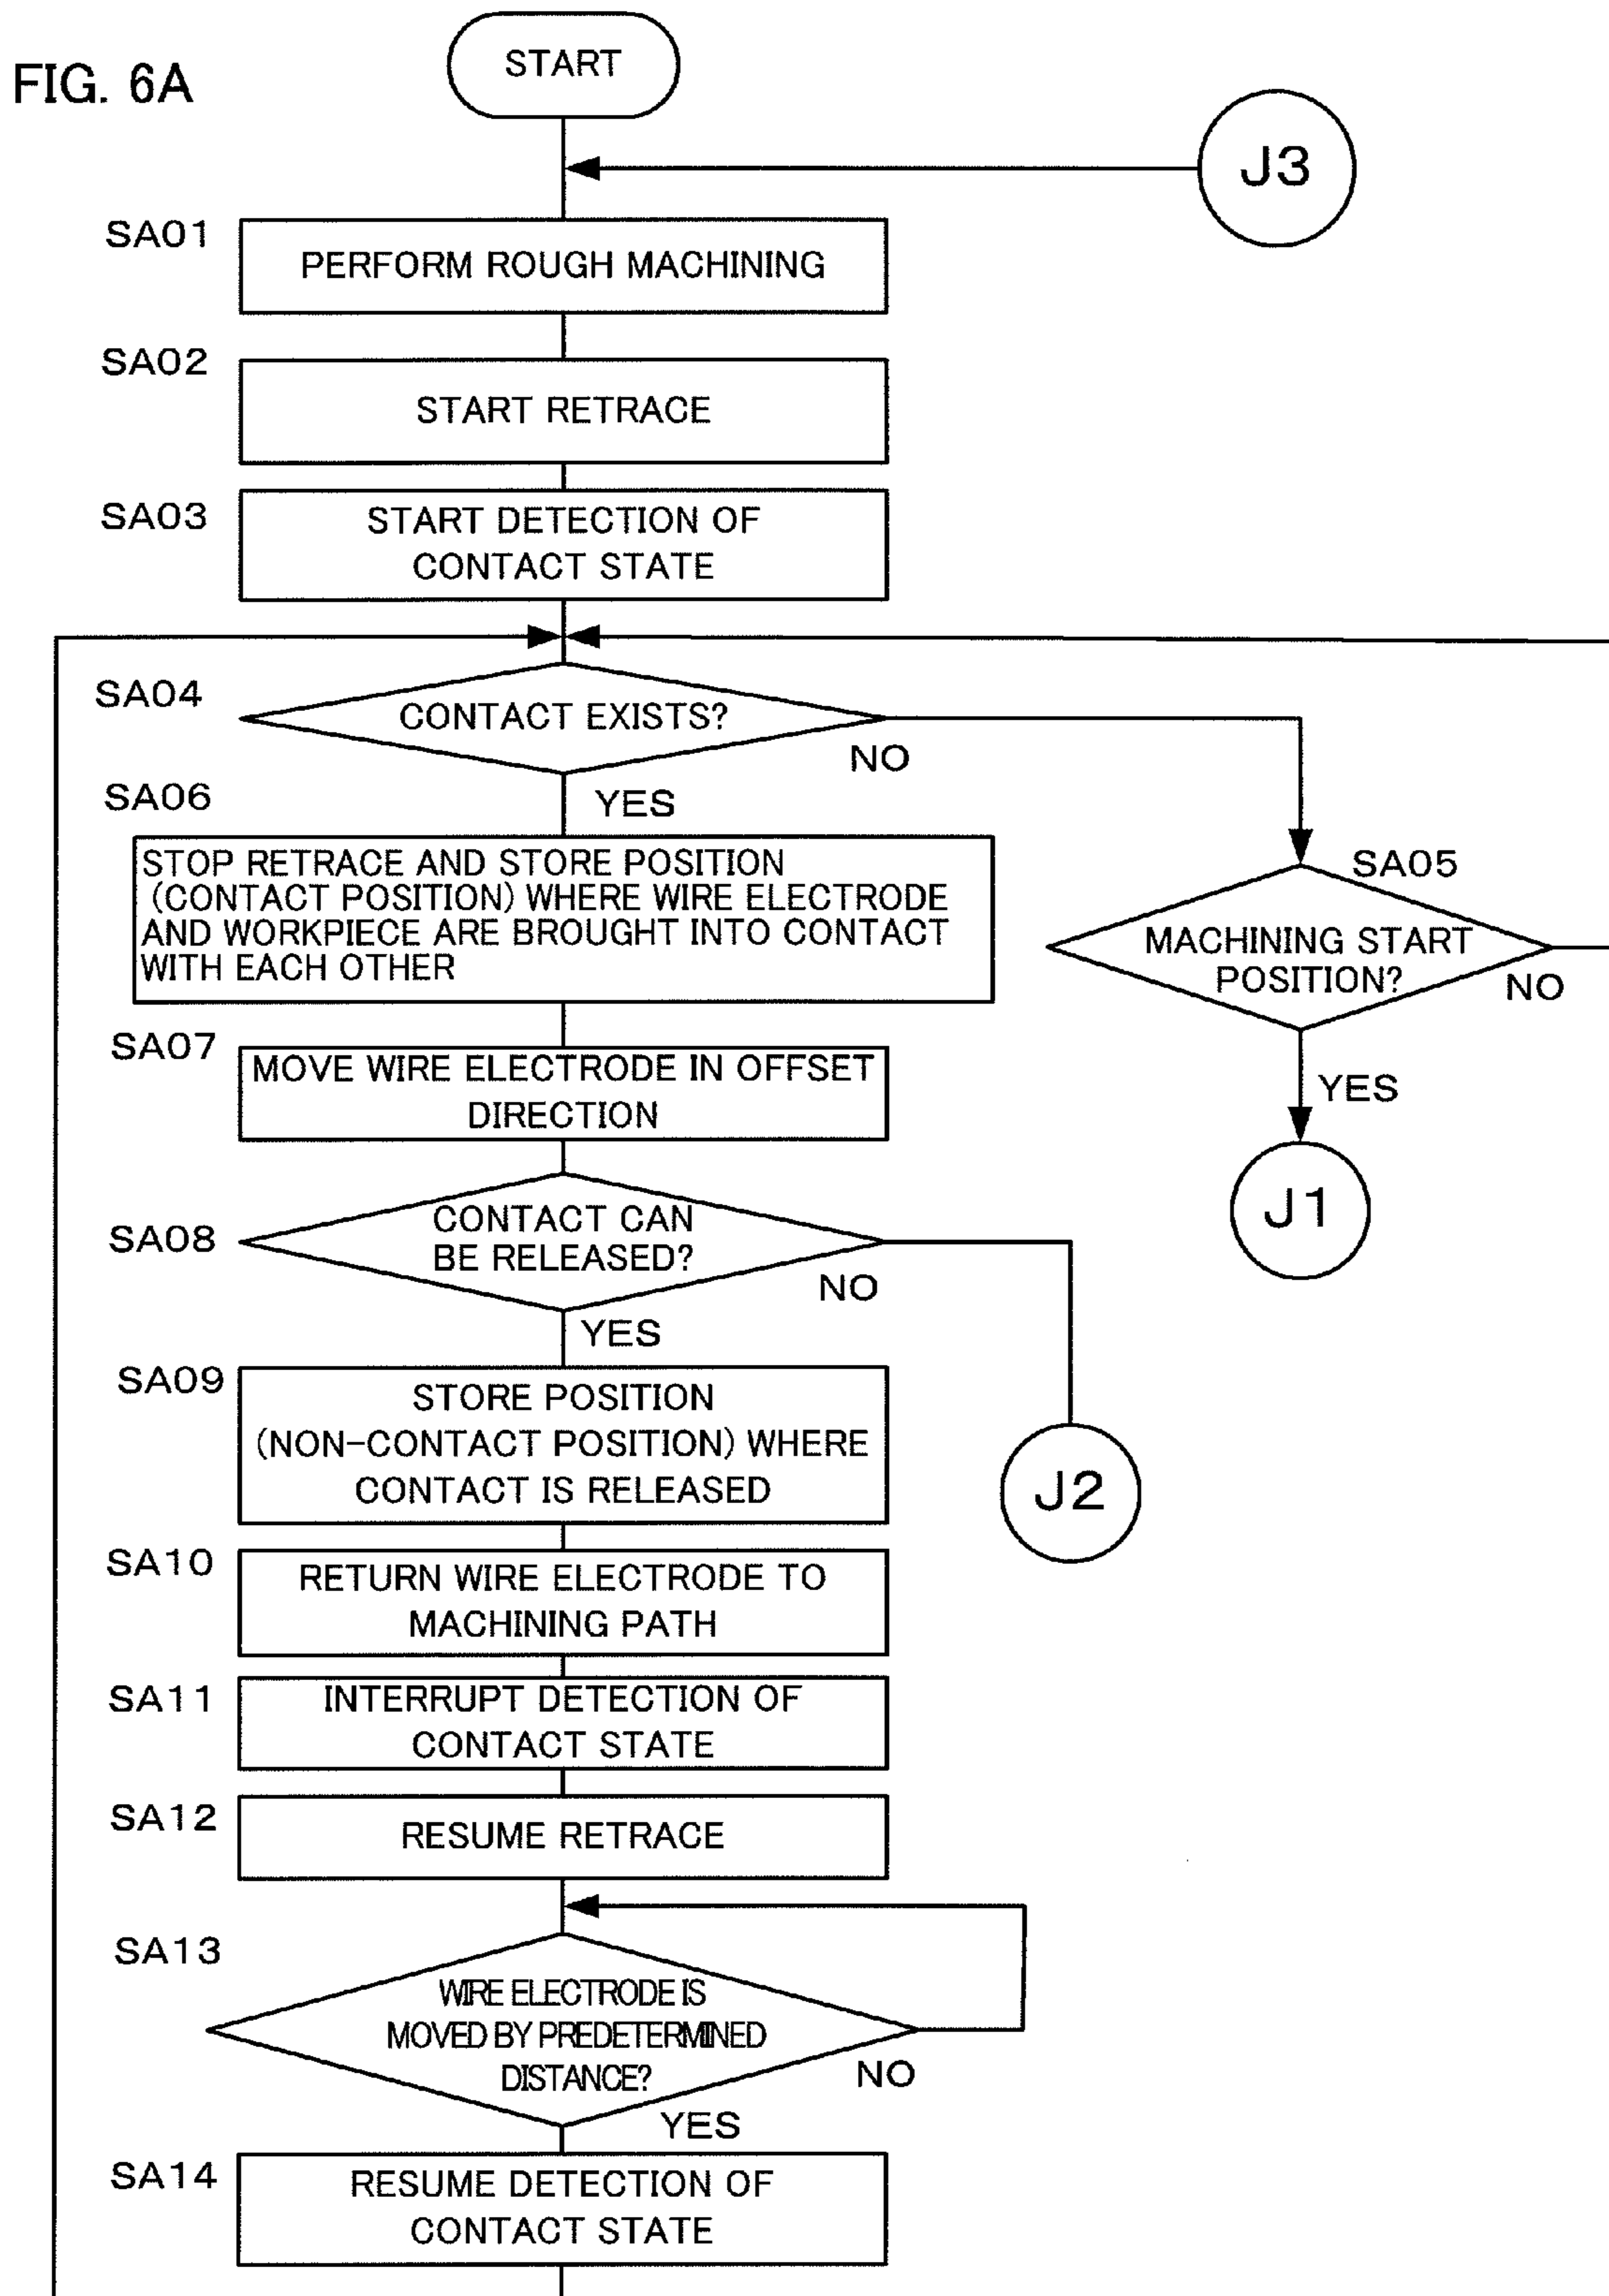 FIG. 6A
START
J3
SA01
PERFORM ROUGH MACHINING
SA02
START RETRACE
SA03
START DETECTION OF
CONTACT STATE
SA04
CONTACT EXISTS?
NO
YES
SA06
STOP RETRACE AND STORE POSITION
(CONTACT POSITION) WHERE WIRE ELECTRODE
AND WORKPIECE ARE BROUGHT INTO CONTACT
WITH EACH OTHER
SA05
MACHINING START
POSITION?
NO
YES
J1
SA07
MOVE WIRE ELECTRODE IN OFFSET
DIRECTION
SA08
CONTACT CAN
BE RELEASED?
NO
YES
J2
SA09
STORE POSITION
(NON-CONTACT POSITION) WHERE
CONTACT IS RELEASED
SA10
RETURN WIRE ELECTRODE TO
MACHINING PATH
SA11
INTERRUPT DETECTION OF
CONTACT STATE
SA12
RESUME RETRACE
SA13
WIRE ELECTRODE IS
MOVED BY PREDETERMINED
DISTANCE?
NO
YES
SA14
RESUME DETECTION OF
CONTACT STATE